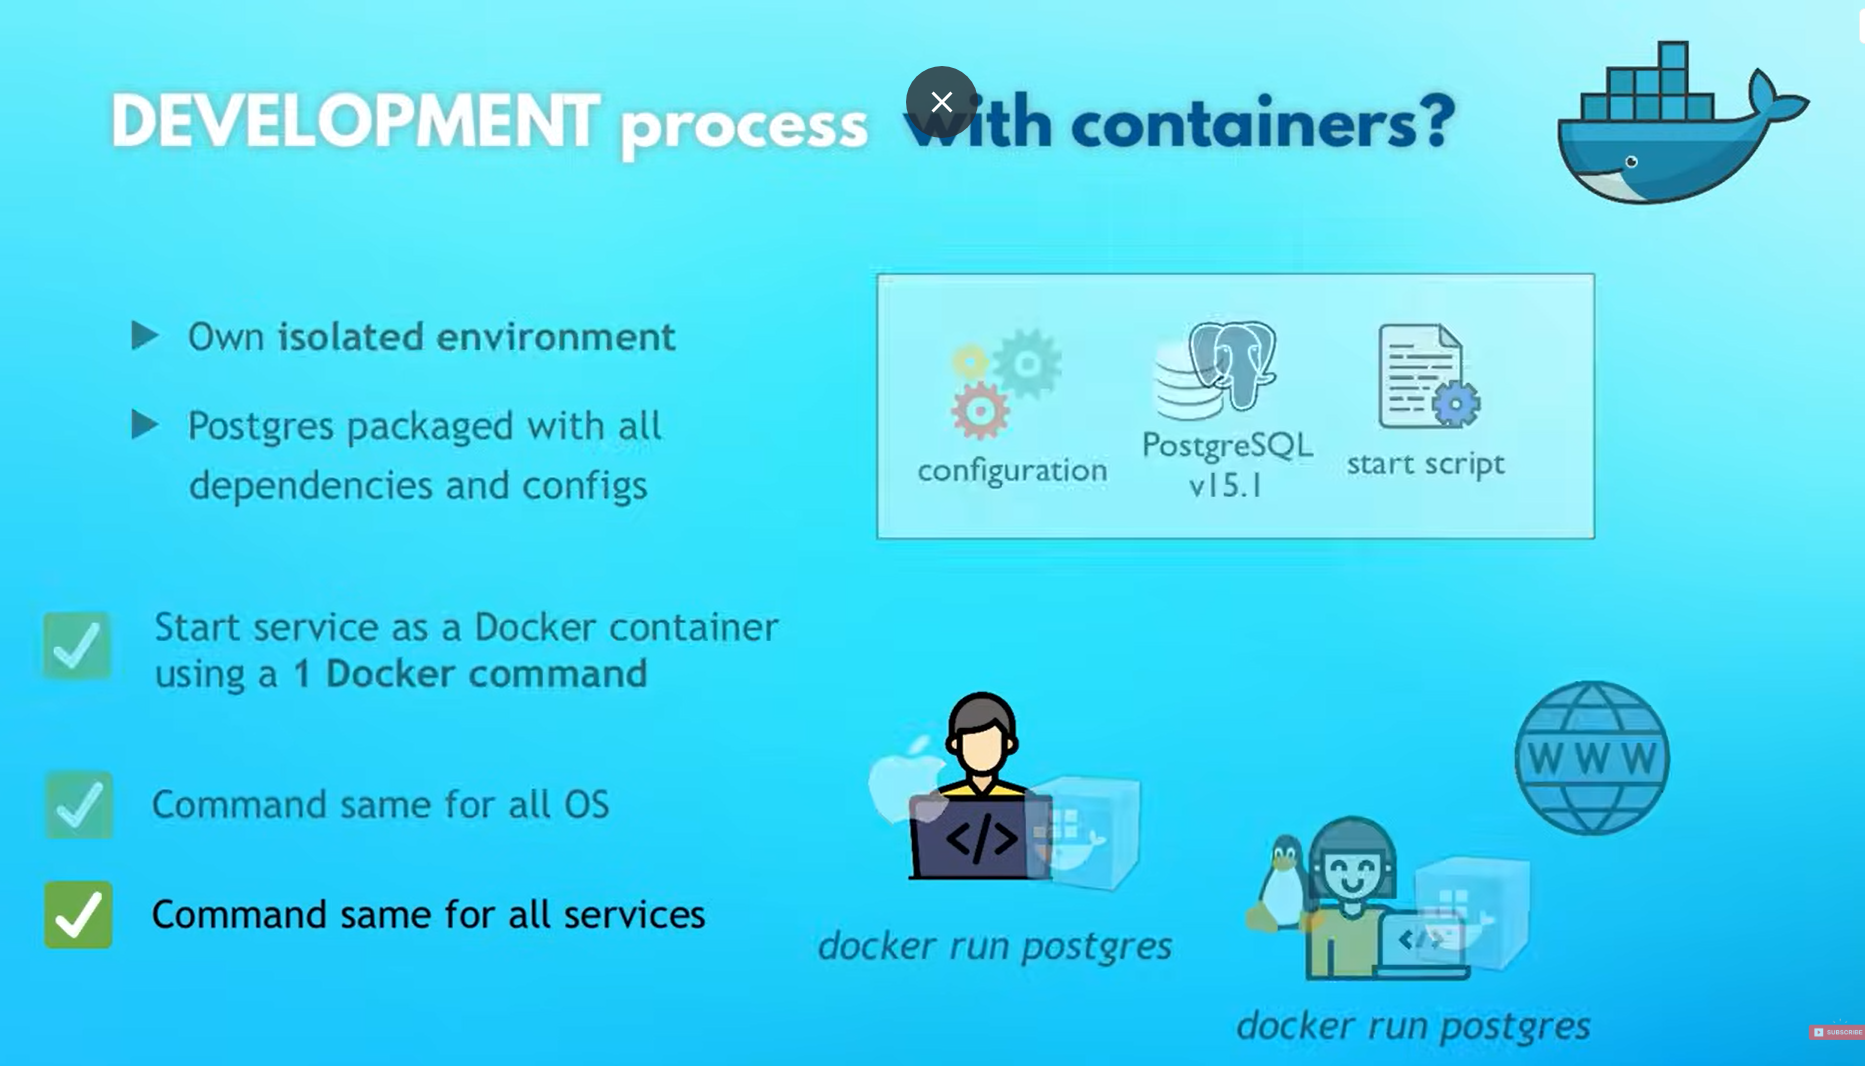 DEVELOPMENT process with containers?
Own isolated environment
Postgres packaged with all
dependencies and configs
configuration
PostgreSQL
v15.1
start script
Start service as a Docker container
using a 1 Docker command
Command same for all OS
Command same for all services
</>
docker run postgres
WWW
</>
docker run postgres
SUBSCRIBE